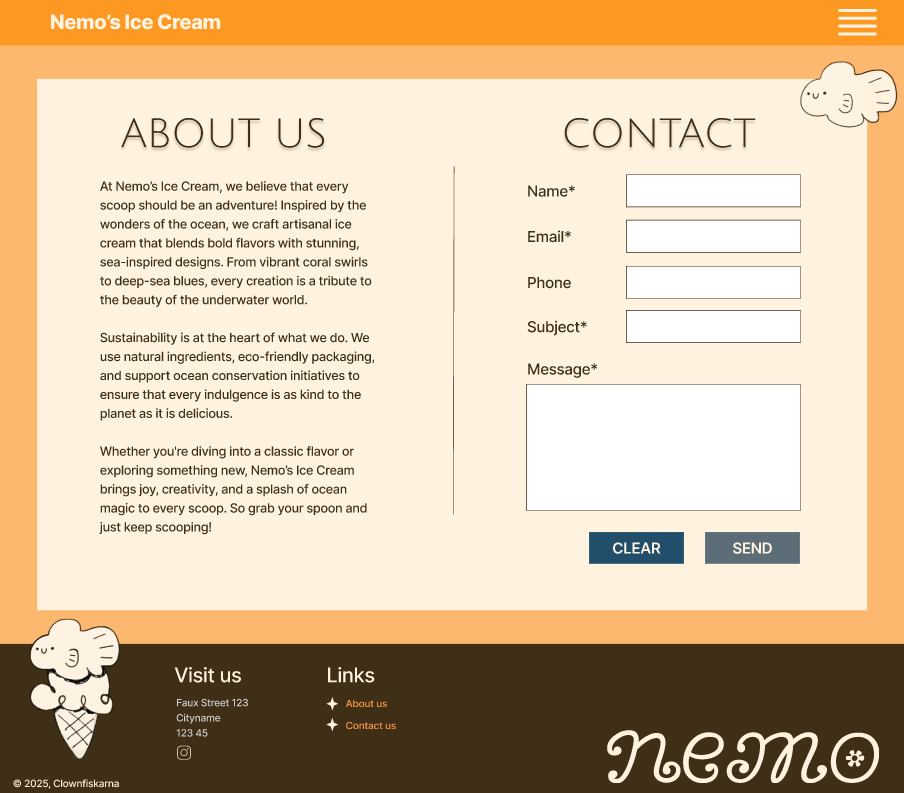 Nemo’s Ice Cream
ABOUT US
At Nemo’s Ice Cream, we believe that every
scoop should be an adventure! Inspired by the
wonders of the ocean, we craft artisanal ice
cream that blends bold flavors with stunning,
sea-inspired designs. From vibrant coral swirls
to deep-sea blues, every creation is a tribute to
the beauty of the underwater world.
Sustainability is at the heart of what we do. We
use natural ingredients, eco-friendly packaging,
and support ocean conservation initiatives to
ensure that every indulgence is as kind to the
planet as it is delicious.
Whether you're diving into a classic flavor or
exploring something new, Nemo’s Ice Cream
brings joy, creativity, and a splash of ocean
magic to every scoop. So grab your spoon and
just keep scooping!
CONTACT
Name*
Email*
Phone
Subject*
Message*
CLEAR
SEND
Visit us
Faux Street 123
Cityname
123 45
Links
About us
Contact us
nemo
© 2025, Clownfiskarna